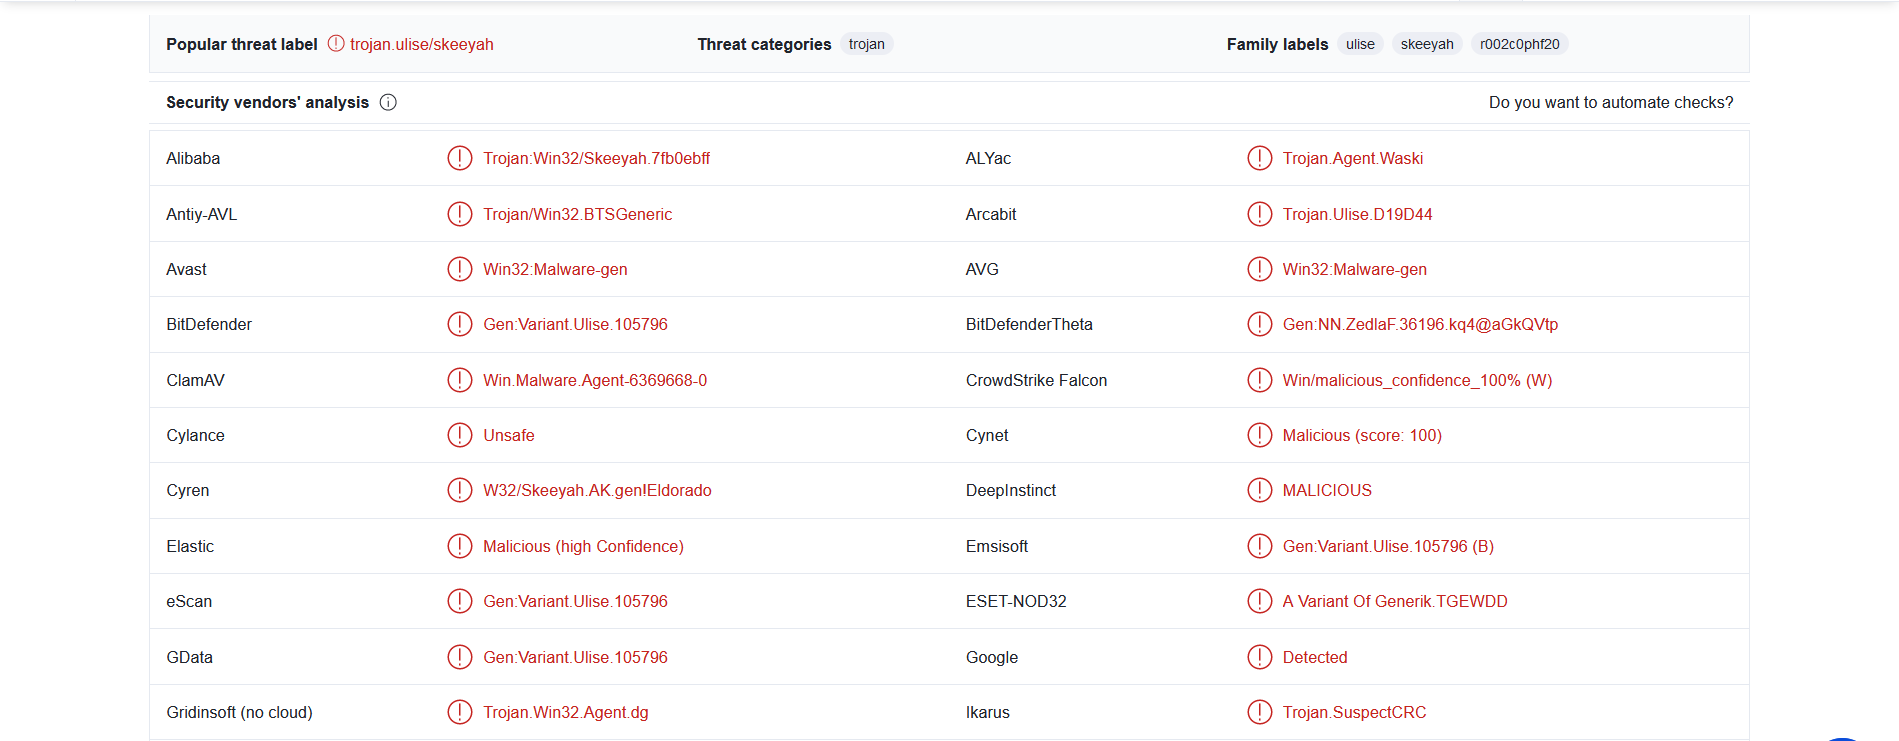 Popular threat label trojan.ulise/skeeyah Threat categories trojan Family labels ulise skeeyah r002c0phf20
Security vendors' analysis Do you want to automate checks?
Alibaba Trojan:Win32/Skeeyah.7fb0ebff ALYac Trojan.Agent.Waski
Antiy-AVL Trojan/Win32.BTSGeneric Arcabit Trojan.Ulise.D19D44
Avast Win32:Malware-gen AVG Win32:Malware-gen
BitDefender Gen:Variant.Ulise.105796 BitDefenderTheta Gen:NN.ZedlaF.36196.kq4@aGkQVtp
ClamAV Win.Malware.Agent-6369668-0 CrowdStrike Falcon Win/malicious_confidence_100% (W)
Cylance Unsafe Cynet Malicious (score: 100)
Cyren W32/Skeeyah.AK.gen!Eldorado DeepInstinct MALICIOUS
Elastic Malicious (high Confidence) Emsisoft Gen:Variant.Ulise.105796 (B)
eScan Gen:Variant.Ulise.105796 ESET-NOD32 A Variant Of Generik.TGEWDD
GData Gen:Variant.Ulise.105796 Google Detected
Gridinsoft (no cloud) Trojan.Win32.Agent.dg Ikarus Trojan.SuspectCRC